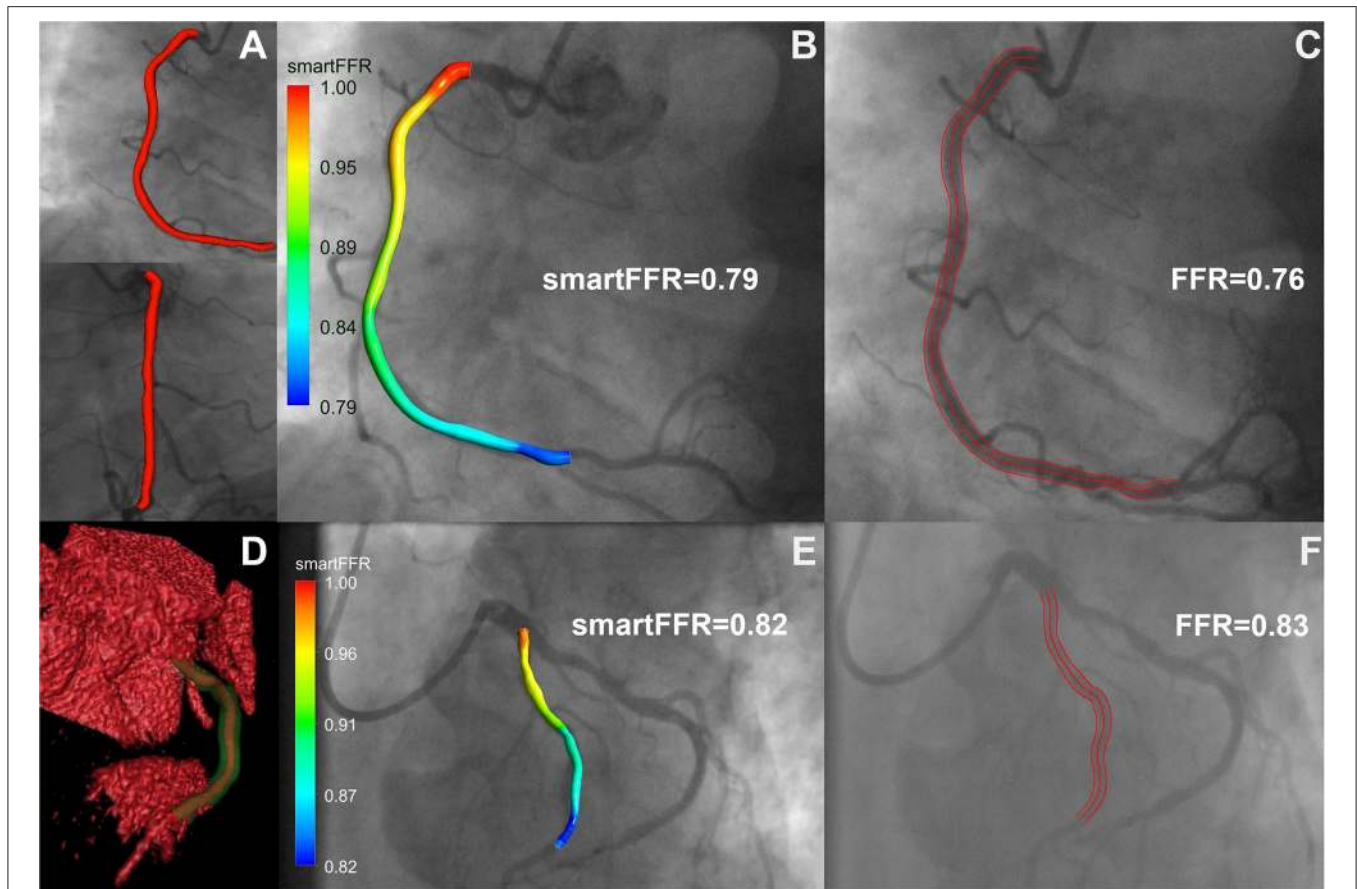 A
B
C
smartFFR
1.00
0.95
0.89
0.84
0.79
smartFFR=0.79
FFR=0.76
D
E
F
smartFFR
1.00
0.96
0.91
0.87
0.82
smartFFR=0.82
FFR=0.83